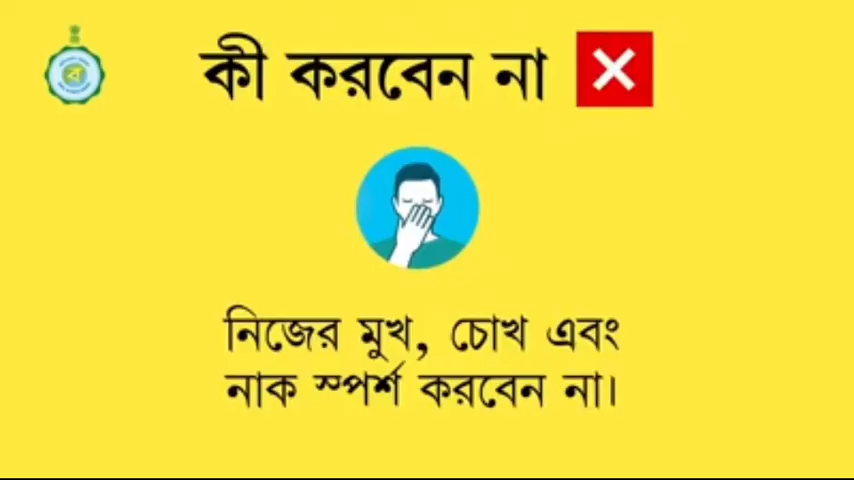 কী করবেন না
নিজের মুখ, চোখ এবং
নাক স্পর্শ করবেন না।